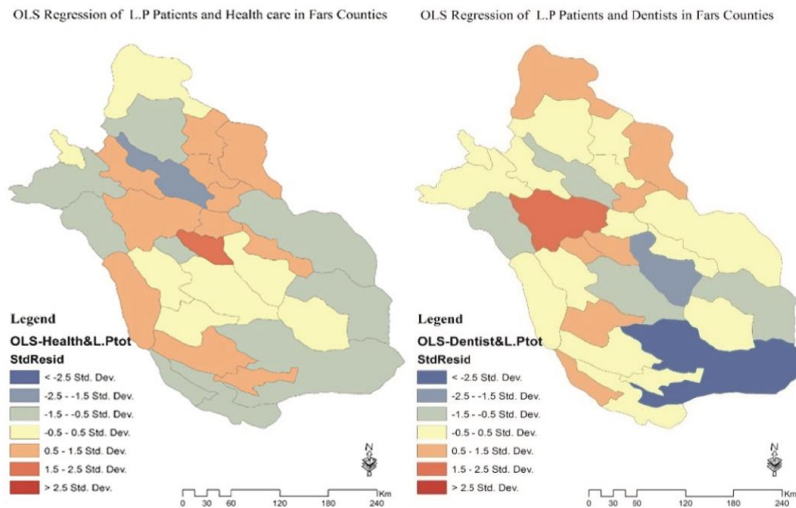 OLS Regression of L.P Patients and Health care in Fars Counties
Legend
OLS-Health&L.Ptot
StdResid
< -2.5 Std. Dev.
-2.5 - -1.5 Std. Dev.
-1.5 - -0.5 Std. Dev.
-0.5 - 0.5 Std. Dev.
0.5 - 1.5 Std. Dev.
1.5 - 2.5 Std. Dev.
> 2.5 Std. Dev.
N
0 30 60 120 180 240 Km
OLS Regression of L.P Patients and Dentists in Fars Counties
Legend
OLS-Dentist&L.Ptot
StdResid
< -2.5 Std. Dev.
-2.5 - -1.5 Std. Dev.
-1.5 - -0.5 Std. Dev.
-0.5 - 0.5 Std. Dev.
0.5 - 1.5 Std. Dev.
1.5 - 2.5 Std. Dev.
> 2.5 Std. Dev.
N
0 30 60 120 180 240 Km